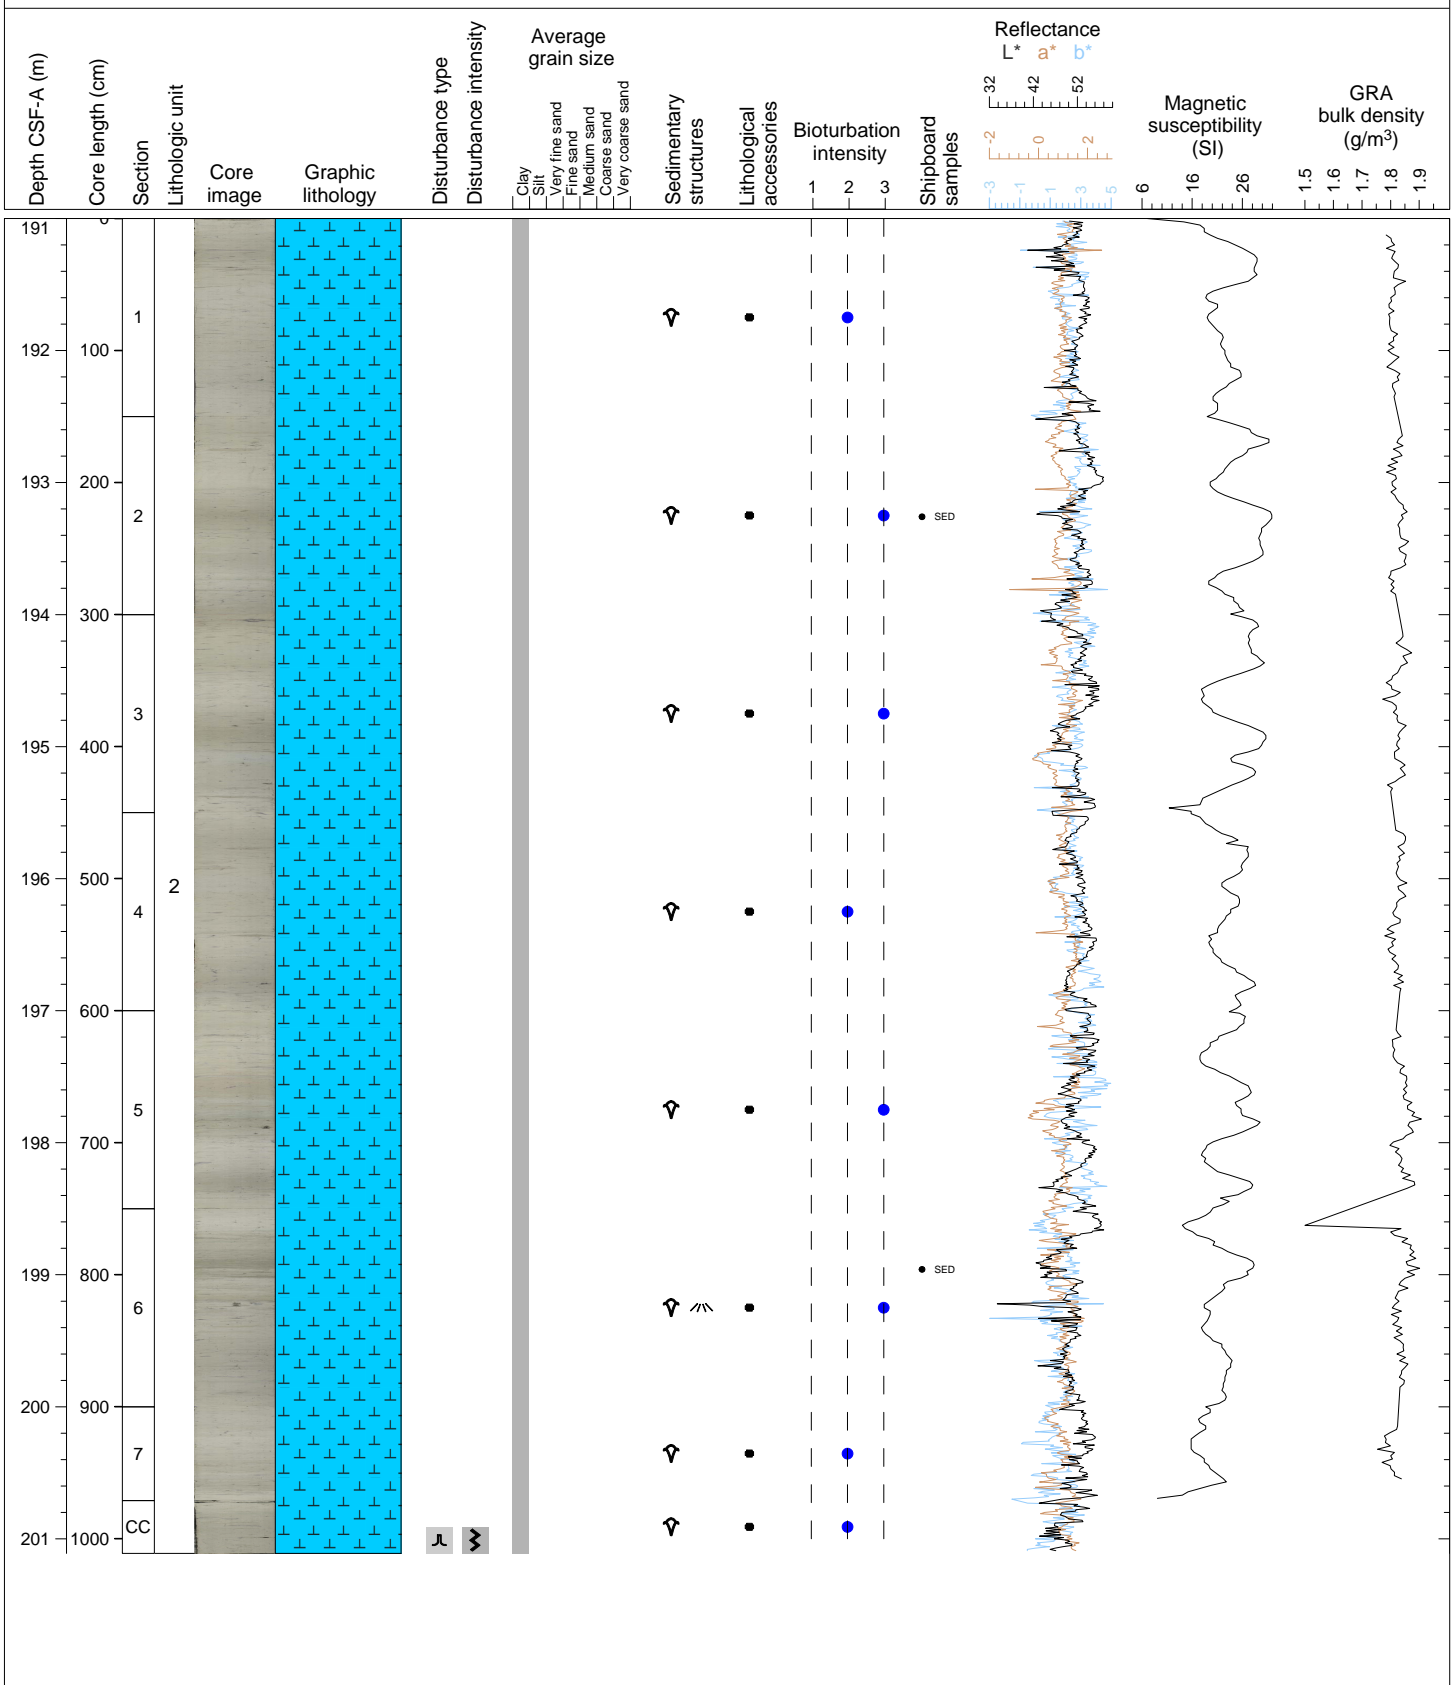 Depth CSF-A (m)
Core length (cm)
Section
Lithologic unit
Core
image
Graphic
lithology
Disturbance type
Disturbance intensity
Average
grain size
Clay
Silt
Very fine sand
Fine sand
Medium sand
Coarse sand
Very coarse sand
Sedimentary
structures
Lithological
accessories
Bioturbation
intensity
1 2 3
Shipboard
samples
Reflectance
L* a* b*
32 42 52
-2 0 2
-3 -1 1 3 5
Magnetic
susceptibility
(SI)
6 16 26
GRA
bulk density
(g/m3)
1.5 1.6 1.7 1.8 1.9
191 0
1
192 100
193 200
2 SED
194 300
3
195 400
196 500
2
4
197 600
5
198 700
199 800
SED
6
200 900
7
CC
201 1000